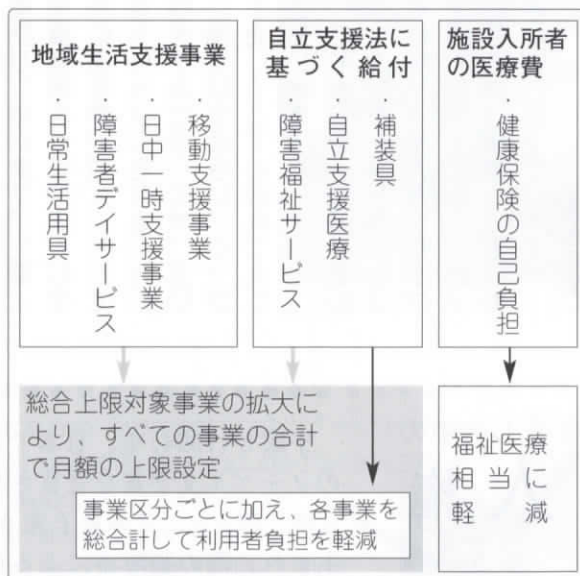 地域生活支援事業
・移動支援事業
・日中一時支援事業
・障害者デイサービス
・日常生活用具
自立支援法に
基づく給付
・補装具
・自立支援医療
・障害福祉サービス
施設入所者
の医療費
・健康保険の自己負担
総合上限対象事業の拡大に
より、すべての事業の合計
で月額の上限設定
事業区分ごとに加え、各事業を
総合計して利用者負担を軽減
福祉医療
相当に
軽減